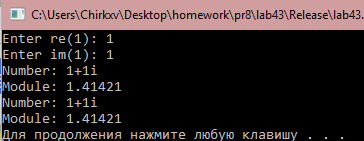 C:\Users\Chirkxv\Desktop\homework\pr8\lab43\Release\lab43.
Enter re(1): 1
Enter im(1): 1
Number: 1+1i
Module: 1.41421
Number: 1+1i
Module: 1.41421
Для продолжения нажмите любую клавишу . . .